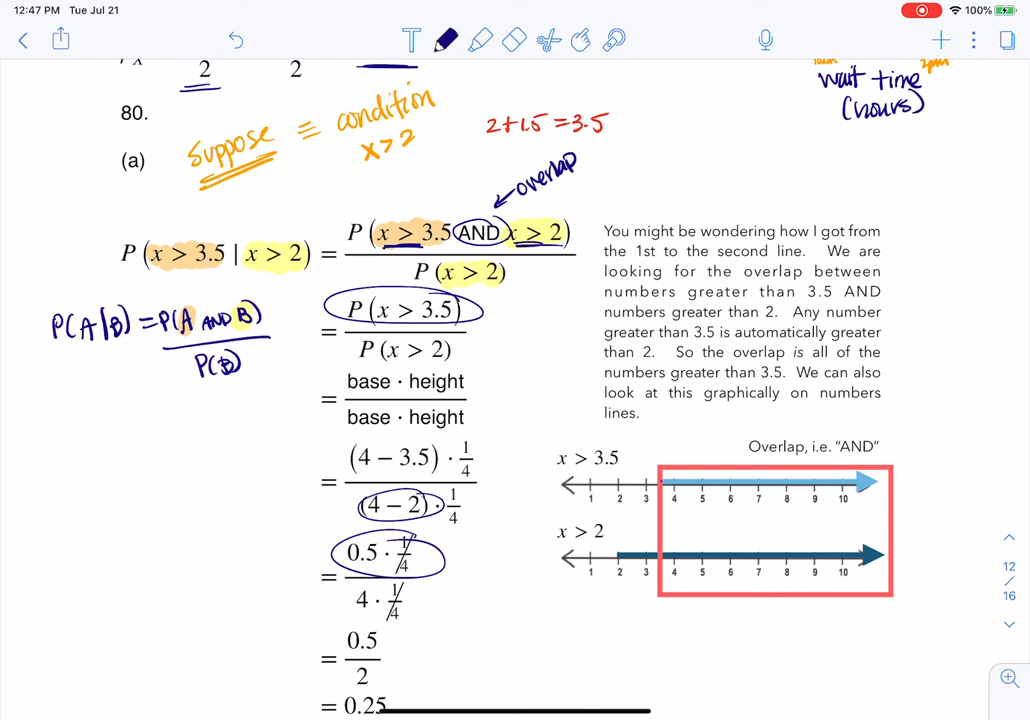 12:47 PM Tue Jul 21
100%
T
2
2
wait time
(hours)
80.
Suppose ≡ condition
x > 2
2 + 1.5 = 3.5
(a)
overlap
P (x > 3.5 | x > 2) = P (x > 3.5 AND x > 2) / P (x > 2)
P(A|B) = P(A AND B) / P(B)
= P (x > 3.5) / P (x > 2)
= base · height / base · height
= (4 − 3.5) · 1/4 / (4 − 2) · 1/4
= 0.5 · 1/4 / 4 · 1/4
= 0.5 / 2
= 0.25
You might be wondering how I got from
the 1st to the second line. We are
looking for the overlap between
numbers greater than 3.5 AND
numbers greater than 2. Any number
greater than 3.5 is automatically greater
than 2. So the overlap is all of the
numbers greater than 3.5. We can also
look at this graphically on numbers
lines.
Overlap, i.e. “AND”
x > 3.5
1 2 3 4 5 6 7 8 9 10
x > 2
1 2 3 4 5 6 7 8 9 10
12
/
16